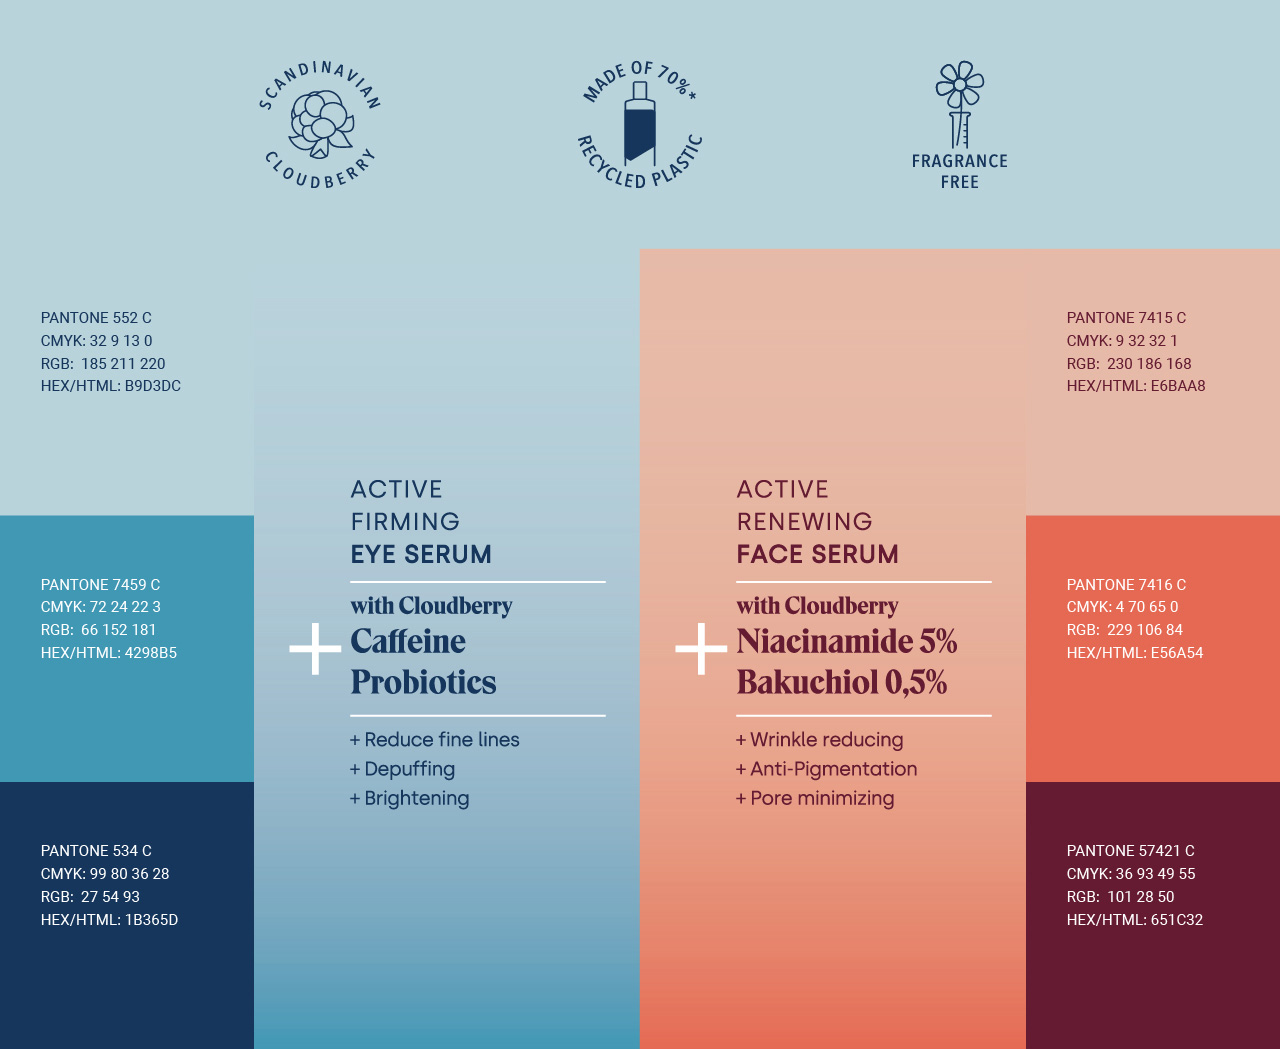 SCANDINAVIAN
CLOUDBERRY
MADE OF 70%*
RECYCLED PLASTIC
FRAGRANCE
FREE
PANTONE 552 C
CMYK: 32 9 13 0
RGB:  185 211 220
HEX/HTML: B9D3DC
PANTONE 7459 C
CMYK: 72 24 22 3
RGB:  66 152 181
HEX/HTML: 4298B5
PANTONE 534 C
CMYK: 99 80 36 28
RGB:  27 54 93
HEX/HTML: 1B365D
ACTIVE
FIRMING
EYE SERUM
with Cloudberry
+ Caffeine
Probiotics
+ Reduce fine lines
+ Depuffing
+ Brightening
ACTIVE
RENEWING
FACE SERUM
with Cloudberry
+ Niacinamide 5%
Bakuchiol 0,5%
+ Wrinkle reducing
+ Anti-Pigmentation
+ Pore minimizing
PANTONE 7415 C
CMYK: 9 32 32 1
RGB:  230 186 168
HEX/HTML: E6BAA8
PANTONE 7416 C
CMYK: 4 70 65 0
RGB:  229 106 84
HEX/HTML: E56A54
PANTONE 57421 C
CMYK: 36 93 49 55
RGB:  101 28 50
HEX/HTML: 651C32